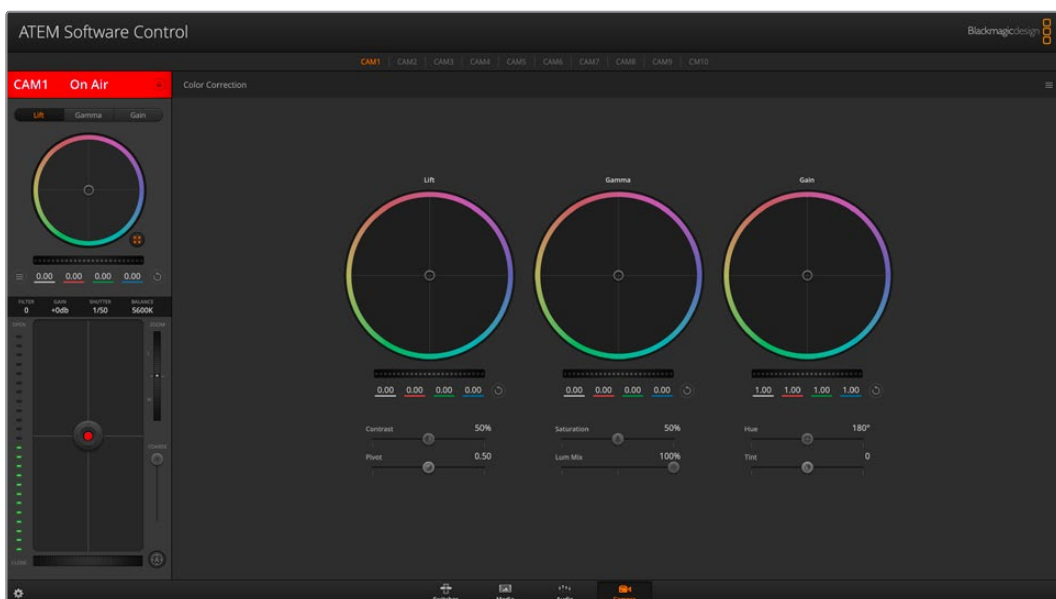 ATEM Software Control
Blackmagicdesign
CAM1 CAM2 CAM3 CAM4 CAM5 CAM6 CAM7 CAM8 CAM9 CM10
CAM1 On Air
Color Correction
Lift Gamma Gain
0.00 0.00 0.00 0.00
FILTER GAIN SHUTTER BALANCE
0 +0db 1/50 5600K
OPEN ZOOM
T
W
COARSE
CLOSE
Lift Gamma Gain
0.00 0.00 0.00 0.00 0.00 0.00 0.00 0.00 1.00 1.00 1.00 1.00
Contrast 50% Saturation 50% Hue 180°
Pivot 0.50 Lum Mix 100% Tint 0
Switcher Media Audio Camera